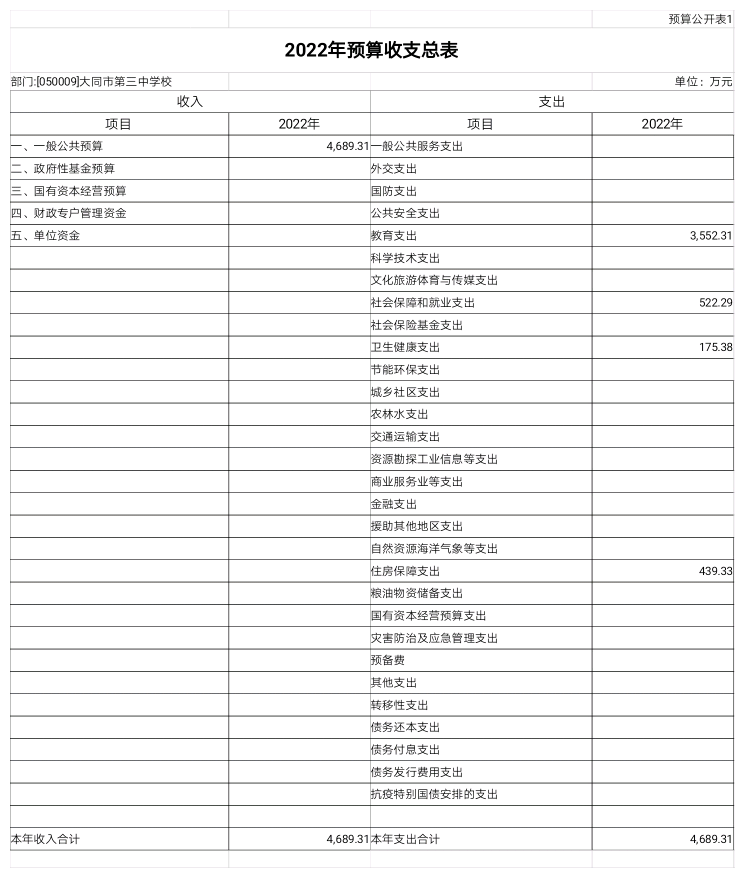 预算公开表1
2022年预算收支总表
部门:[050009]大同市第三中学校 单位：万元
收入 支出
项目 2022年 项目 2022年
一、一般公共预算 4,689.31 一般公共服务支出
二、政府性基金预算 外交支出
三、国有资本经营预算 国防支出
四、财政专户管理资金 公共安全支出
五、单位资金 教育支出 3,552.31
科学技术支出
文化旅游体育与传媒支出
社会保障和就业支出 522.29
社会保险基金支出
卫生健康支出 175.38
节能环保支出
城乡社区支出
农林水支出
交通运输支出
资源勘探工业信息等支出
商业服务业等支出
金融支出
援助其他地区支出
自然资源海洋气象等支出
住房保障支出 439.33
粮油物资储备支出
国有资本经营预算支出
灾害防治及应急管理支出
预备费
其他支出
转移性支出
债务还本支出
债务付息支出
债务发行费用支出
抗疫特别国债安排的支出
本年收入合计 4,689.31 本年支出合计 4,689.31